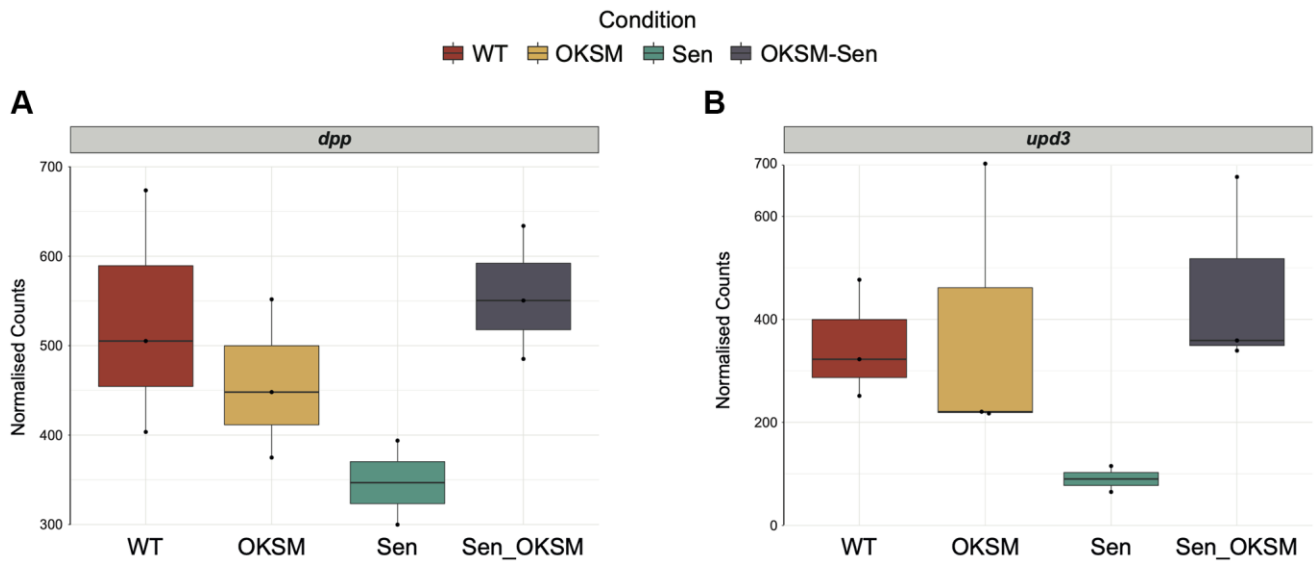 Condition
WT OKSM Sen OKSM-Sen
A
dpp
Normalised Counts
700
600
500
400
300
WT OKSM Sen Sen_OKSM
B
upd3
Normalised Counts
700
600
400
200
0
WT OKSM Sen Sen_OKSM